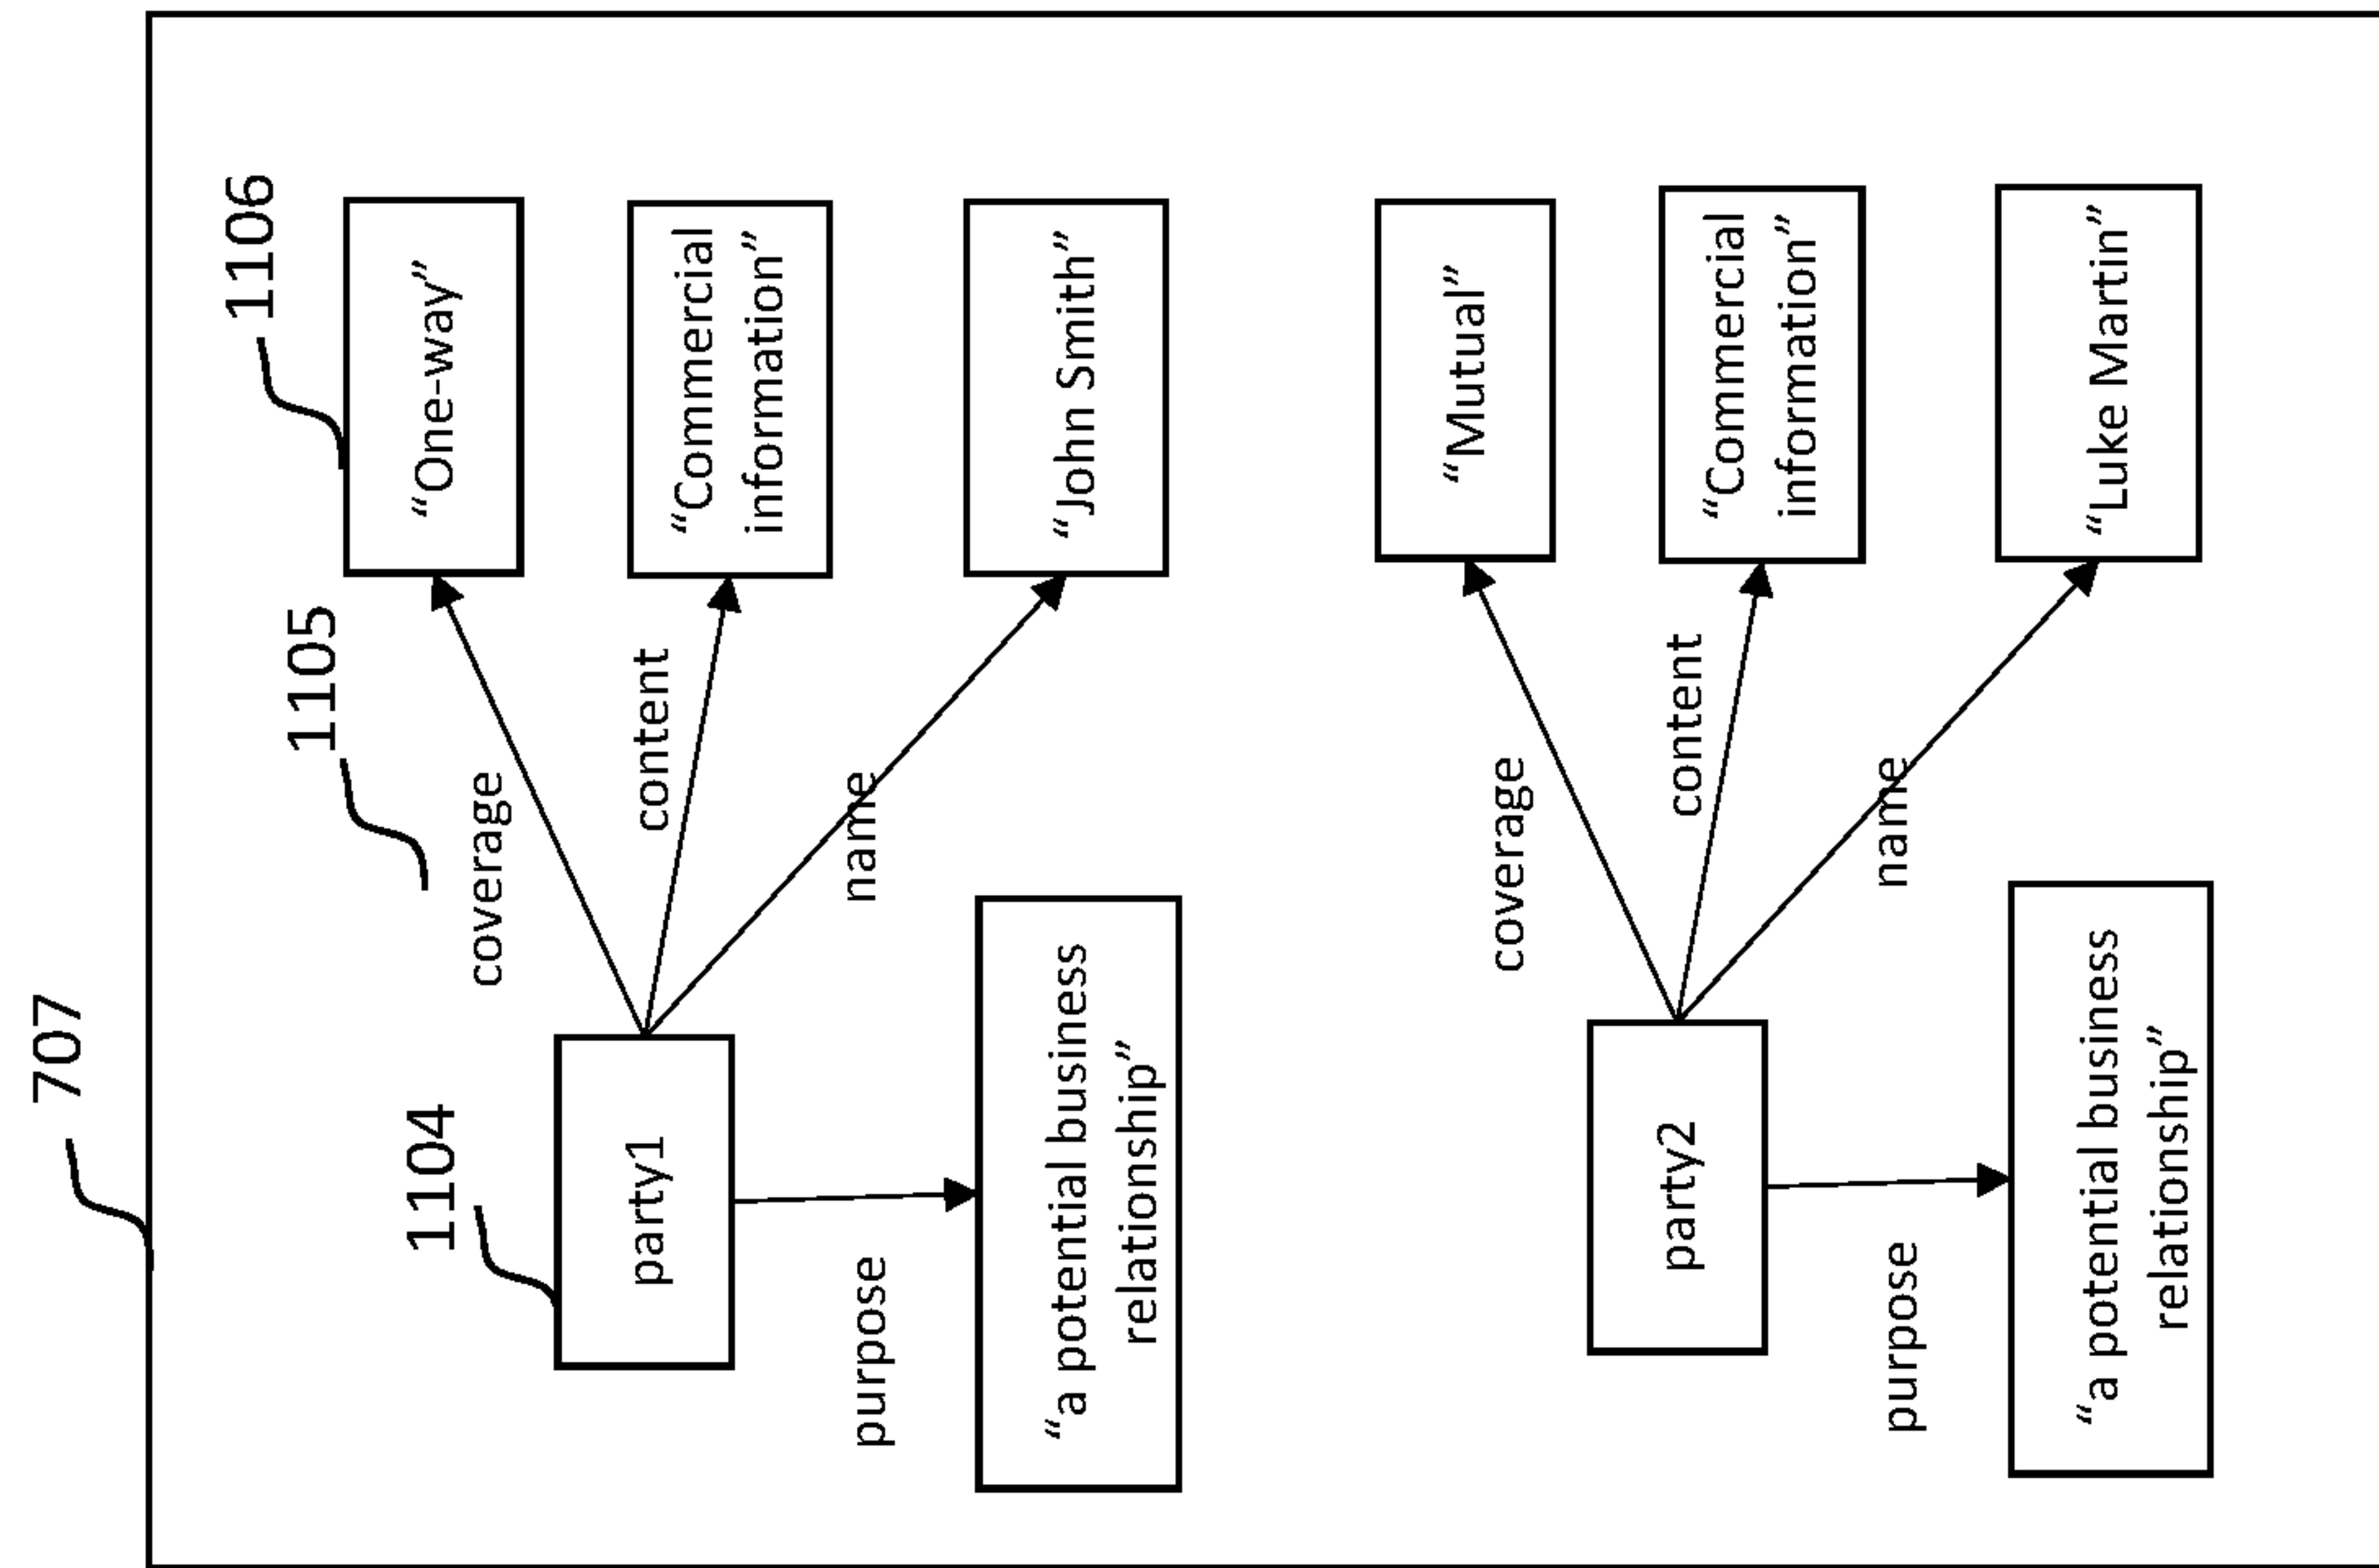 707
1106
1105
1104
“One-way”
coverage
party1
content
“Commercial
information”
name
“John Smith”
purpose
“a potential business
relationship”
“Mutual”
coverage
party2
content
“Commercial
information”
name
“Luke Martin”
purpose
“a potential business
relationship”